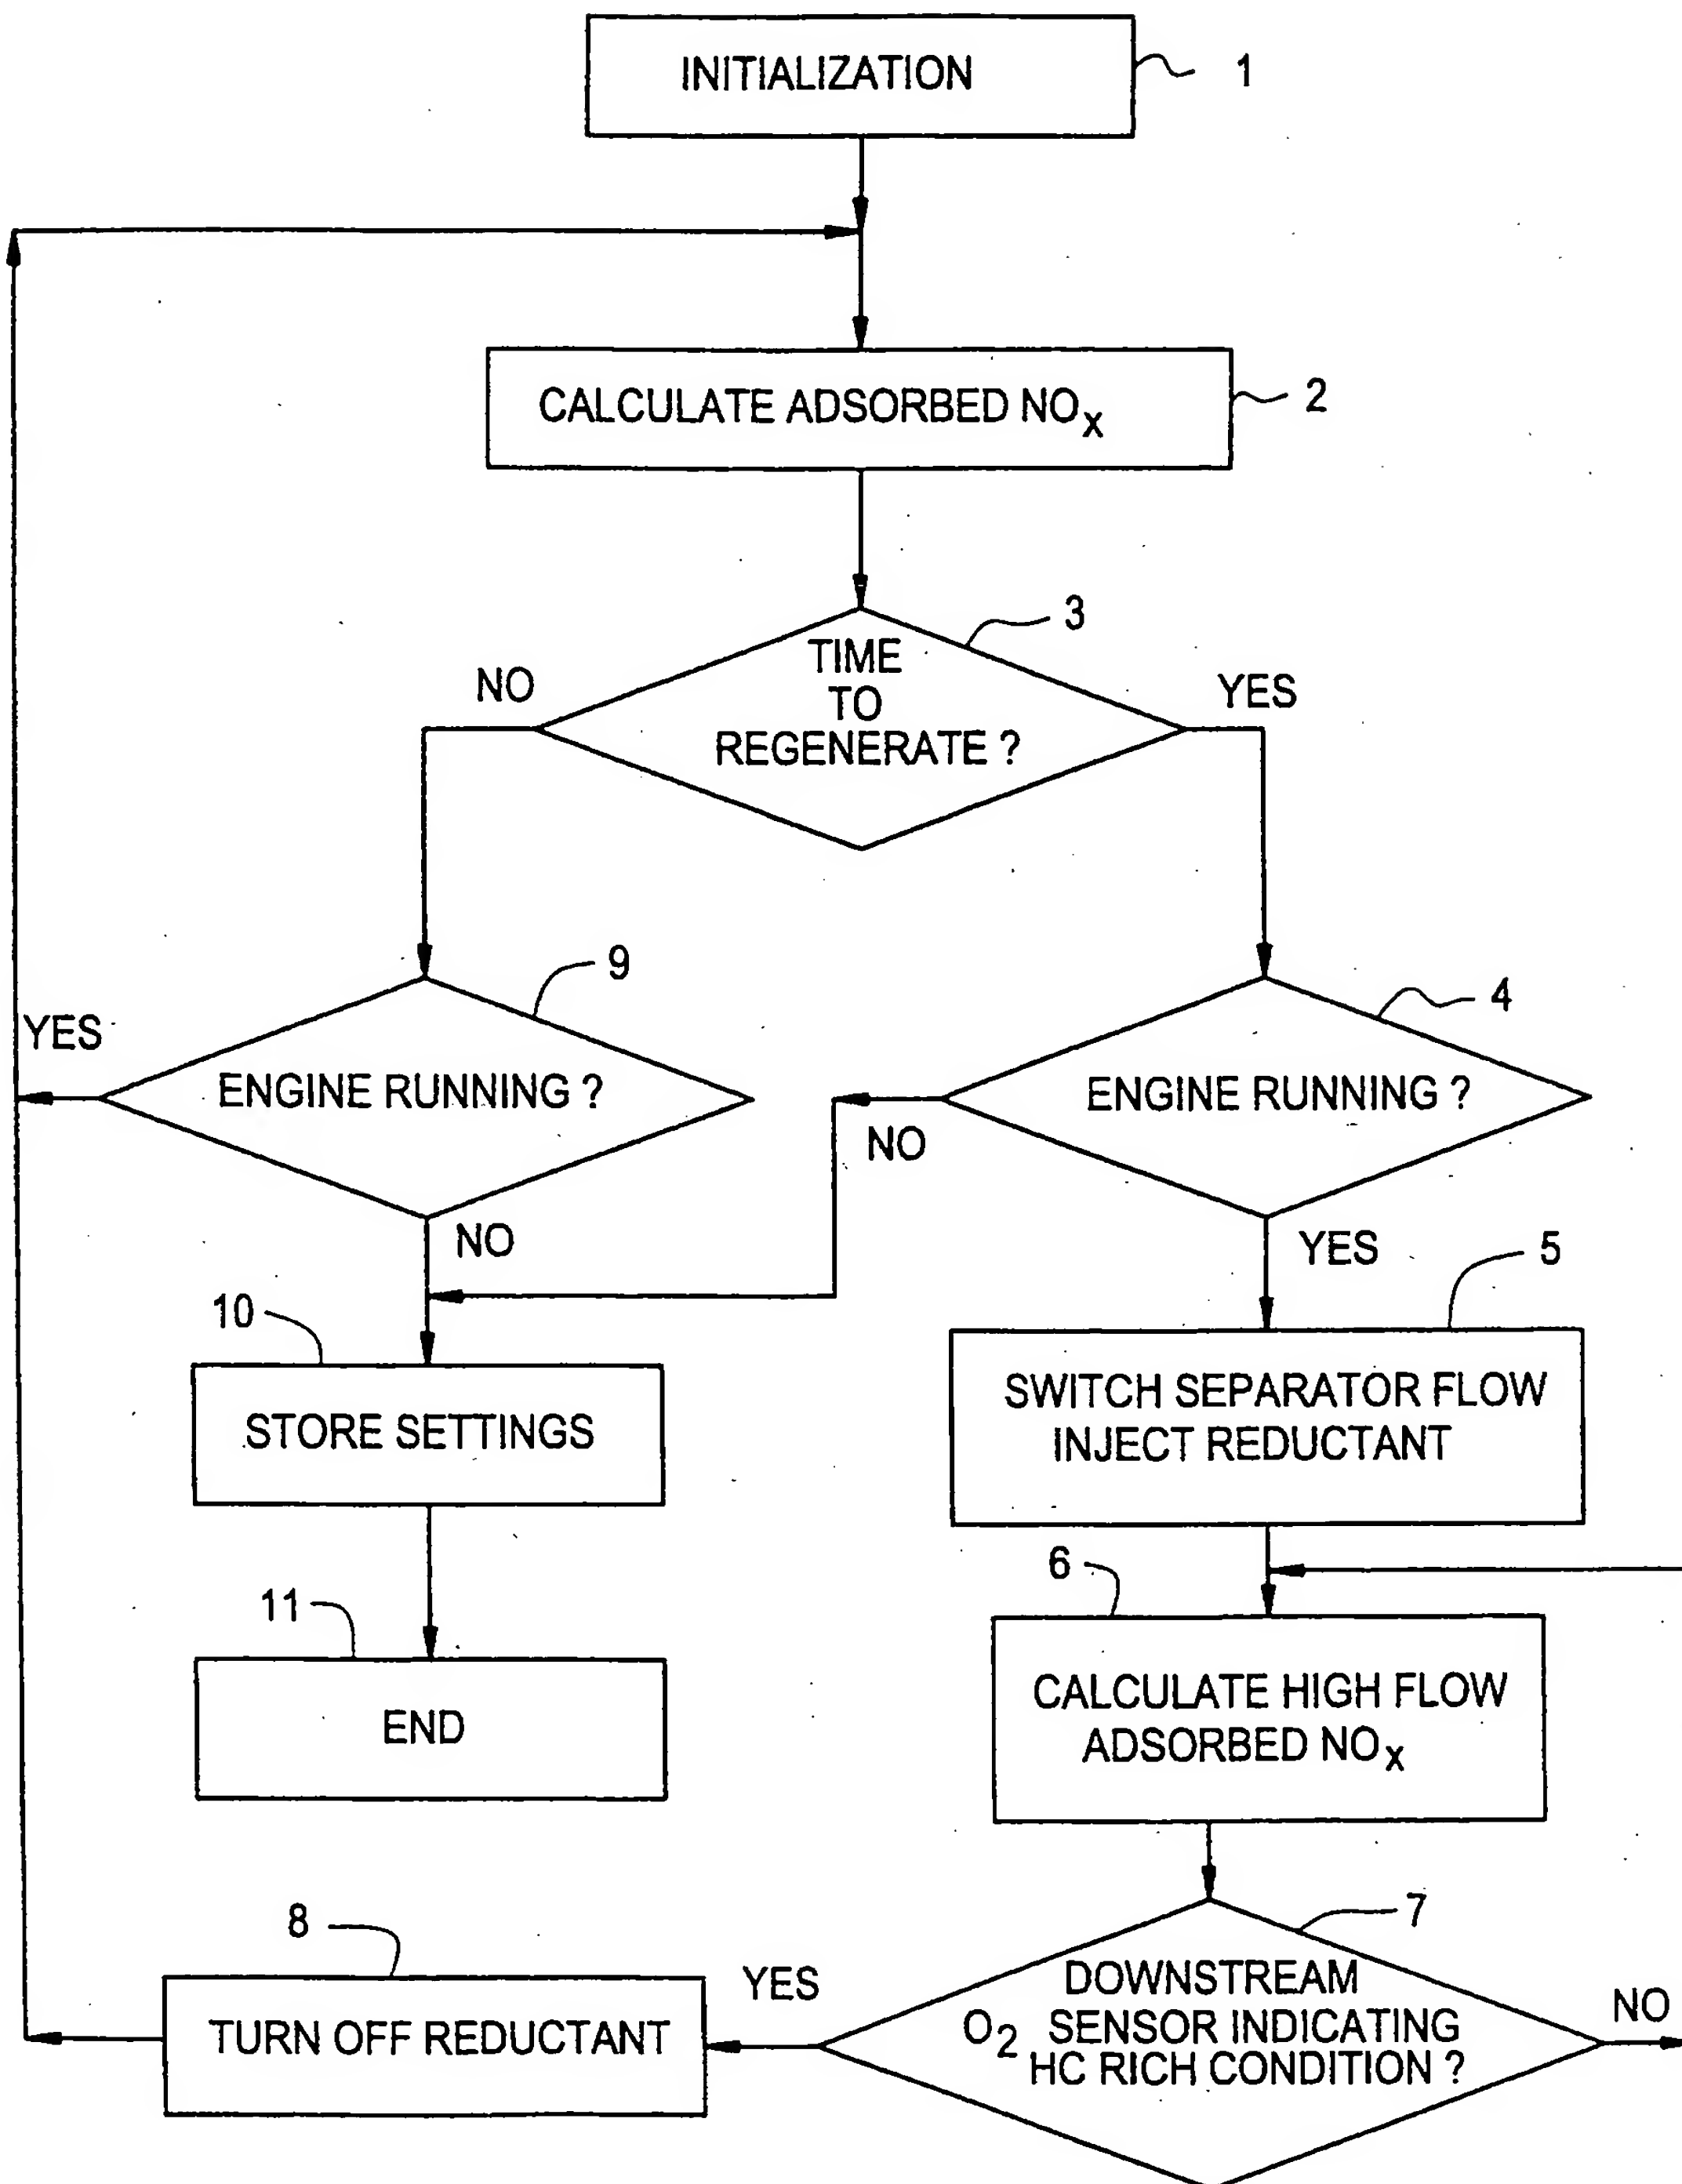 INITIALIZATION
1
CALCULATE ADSORBED NOx
2
3
TIME
TO
REGENERATE ?
NO
YES
9
4
YES
ENGINE RUNNING ?
ENGINE RUNNING ?
NO
NO
YES
5
10
STORE SETTINGS
SWITCH SEPARATOR FLOW
INJECT REDUCTANT
6
11
END
CALCULATE HIGH FLOW
ADSORBED NOx
7
8
YES
DOWNSTREAM
O2 SENSOR INDICATING
HC RICH CONDITION ?
NO
TURN OFF REDUCTANT